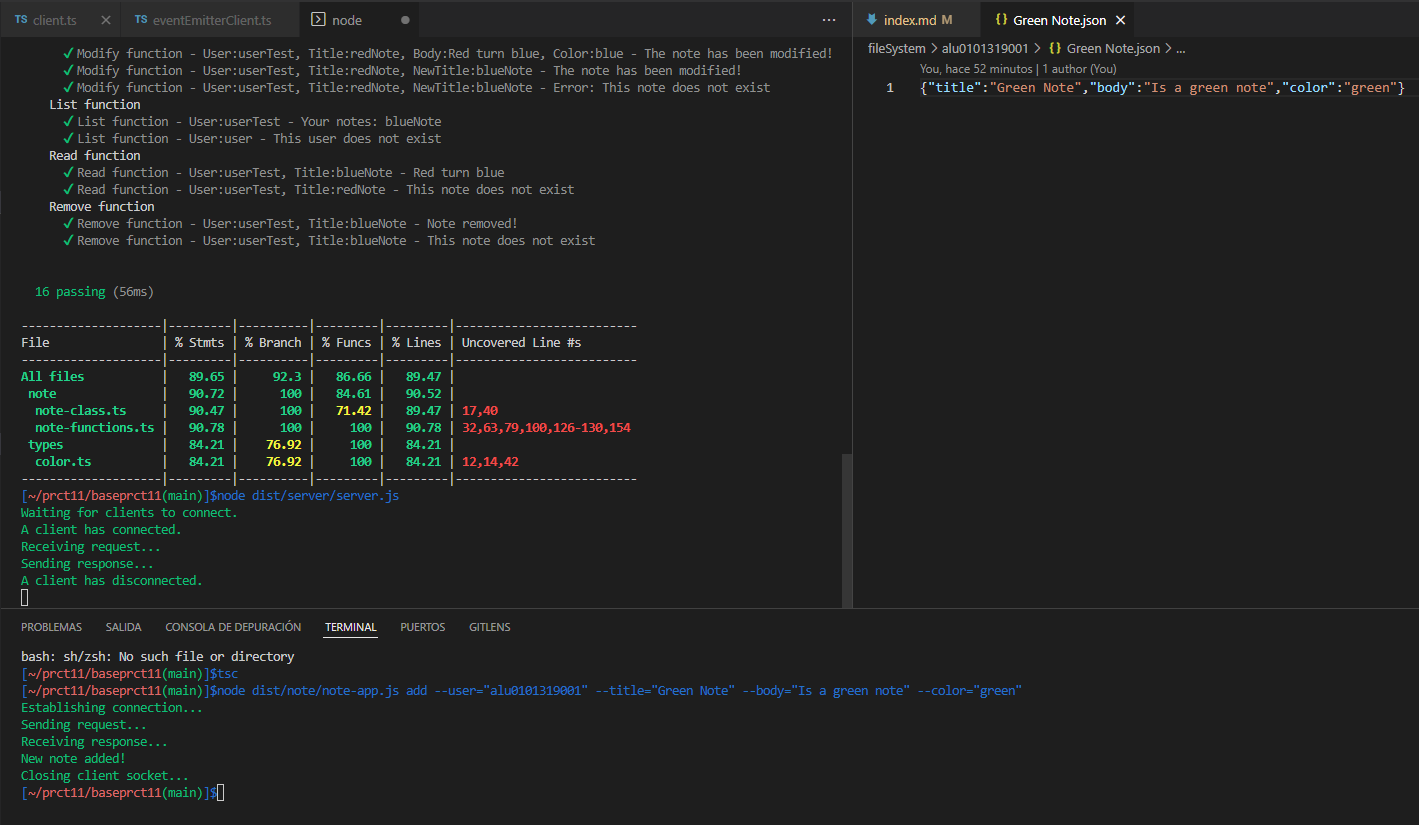 TS client.ts TS eventEmitterClient.ts node
✓Modify function - User:userTest, Title:redNote, Body:Red turn blue, Color:blue - The note has been modified!
✓Modify function - User:userTest, Title:redNote, NewTitle:blueNote - The note has been modified!
✓Modify function - User:userTest, Title:redNote, NewTitle:blueNote - Error: This note does not exist
List function
✓List function - User:userTest - Your notes: blueNote
✓List function - User:user - This user does not exist
Read function
✓Read function - User:userTest, Title:blueNote - Red turn blue
✓Read function - User:userTest, Title:redNote - This note does not exist
Remove function
✓Remove function - User:userTest, Title:blueNote - Note removed!
✓Remove function - User:userTest, Title:blueNote - This note does not exist
16 passing (56ms)
--------------------|---------|----------|---------|---------|--------------------------
File | % Stmts | % Branch | % Funcs | % Lines | Uncovered Line #s
--------------------|---------|----------|---------|---------|--------------------------
All files | 89.65 | 92.3 | 86.66 | 89.47 |
note | 90.72 | 100 | 84.61 | 90.52 |
note-class.ts | 90.47 | 100 | 71.42 | 89.47 | 17,40
note-functions.ts | 90.78 | 100 | 100 | 90.78 | 32,63,79,100,126-130,154
types | 84.21 | 76.92 | 100 | 84.21 |
color.ts | 84.21 | 76.92 | 100 | 84.21 | 12,14,42
--------------------|---------|----------|---------|---------|--------------------------
[~/prct11/baseprct11(main)]$node dist/server/server.js
Waiting for clients to connect.
A client has connected.
Receiving request...
Sending response...
A client has disconnected.
index.md M {} Green Note.json
fileSystem > alu0101319001 > {} Green Note.json > ...
You, hace 52 minutos | 1 author (You)
1 {"title":"Green Note","body":"Is a green note","color":"green"}
PROBLEMAS SALIDA CONSOLA DE DEPURACIÓN TERMINAL PUERTOS GITLENS
bash: sh/zsh: No such file or directory
[~/prct11/baseprct11(main)]$tsc
[~/prct11/baseprct11(main)]$node dist/note/note-app.js add --user="alu0101319001" --title="Green Note" --body="Is a green note" --color="green"
Establishing connection...
Sending request...
Receiving response...
New note added!
Closing client socket...
[~/prct11/baseprct11(main)]$